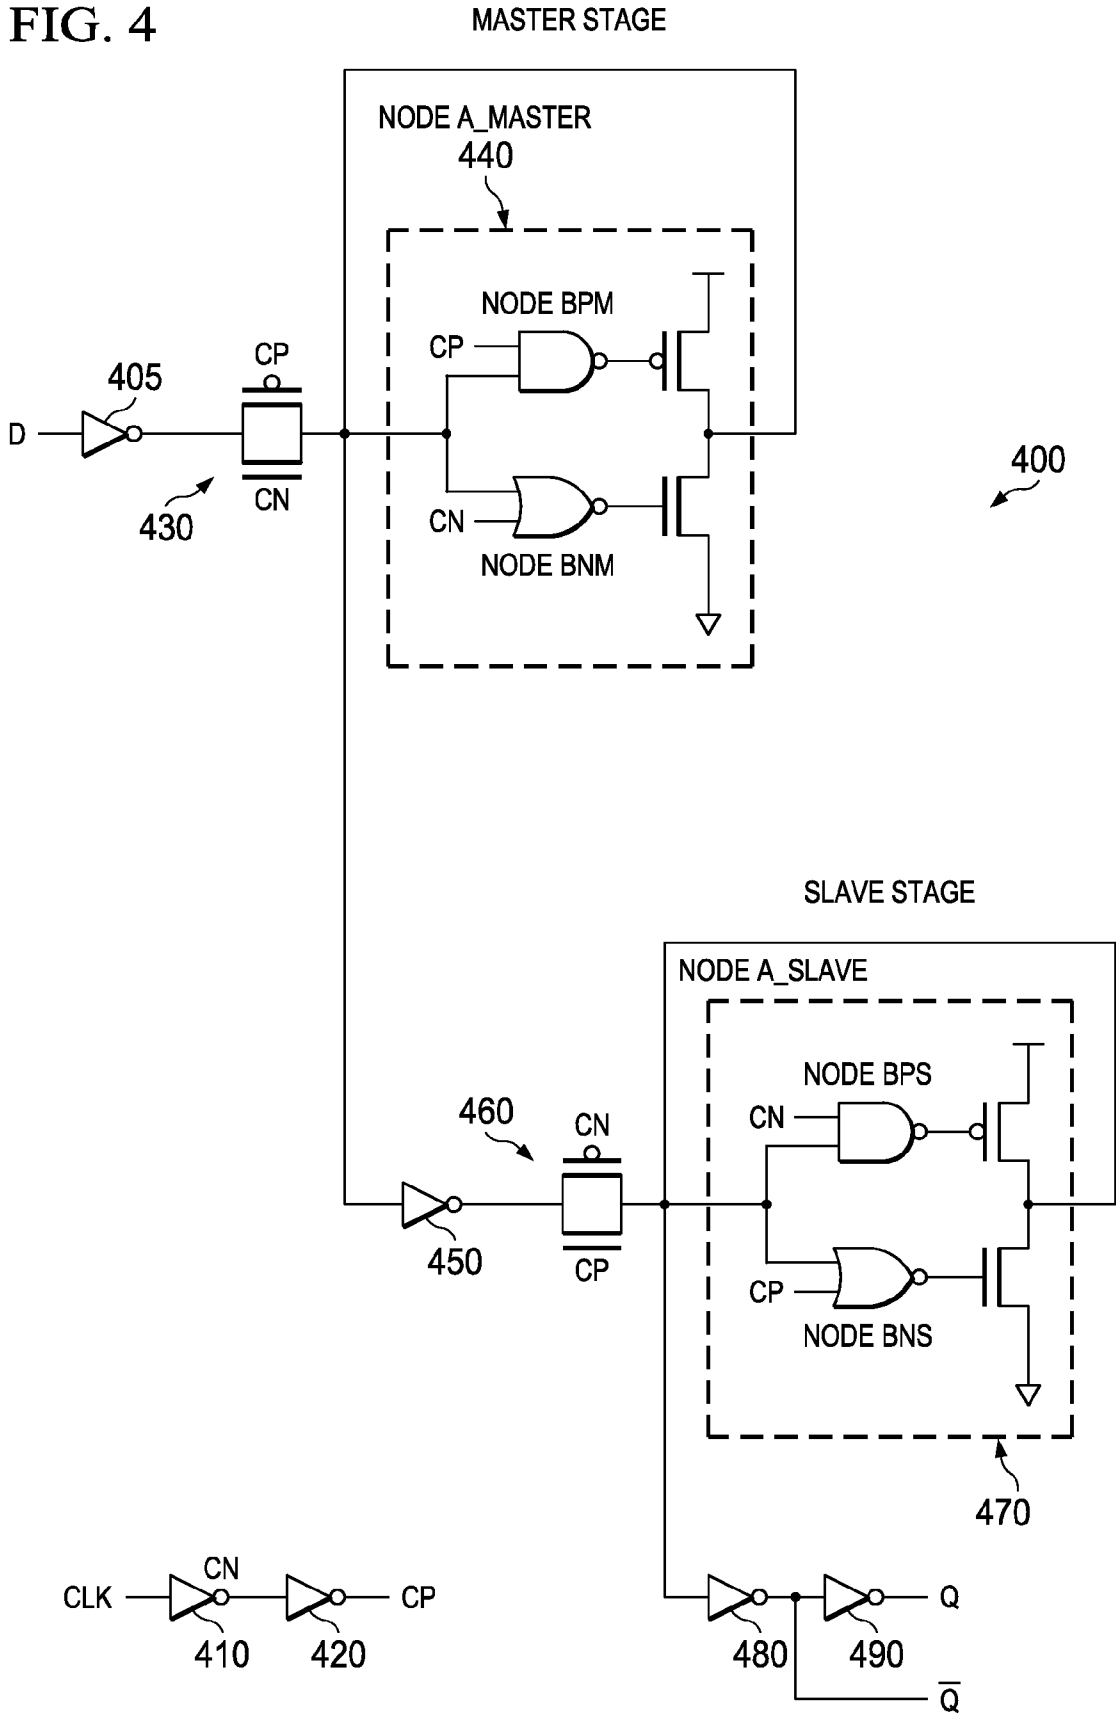 FIG. 4
MASTER STAGE
NODE A_MASTER
440
NODE BPM
CP
CP
405
D
CN
430
CN
NODE BNM
400
SLAVE STAGE
NODE A_SLAVE
NODE BPS
460
CN
CN
450
CP
CP
NODE BNS
470
CLK
CN
CP
410
420
480
490
Q
Q̅